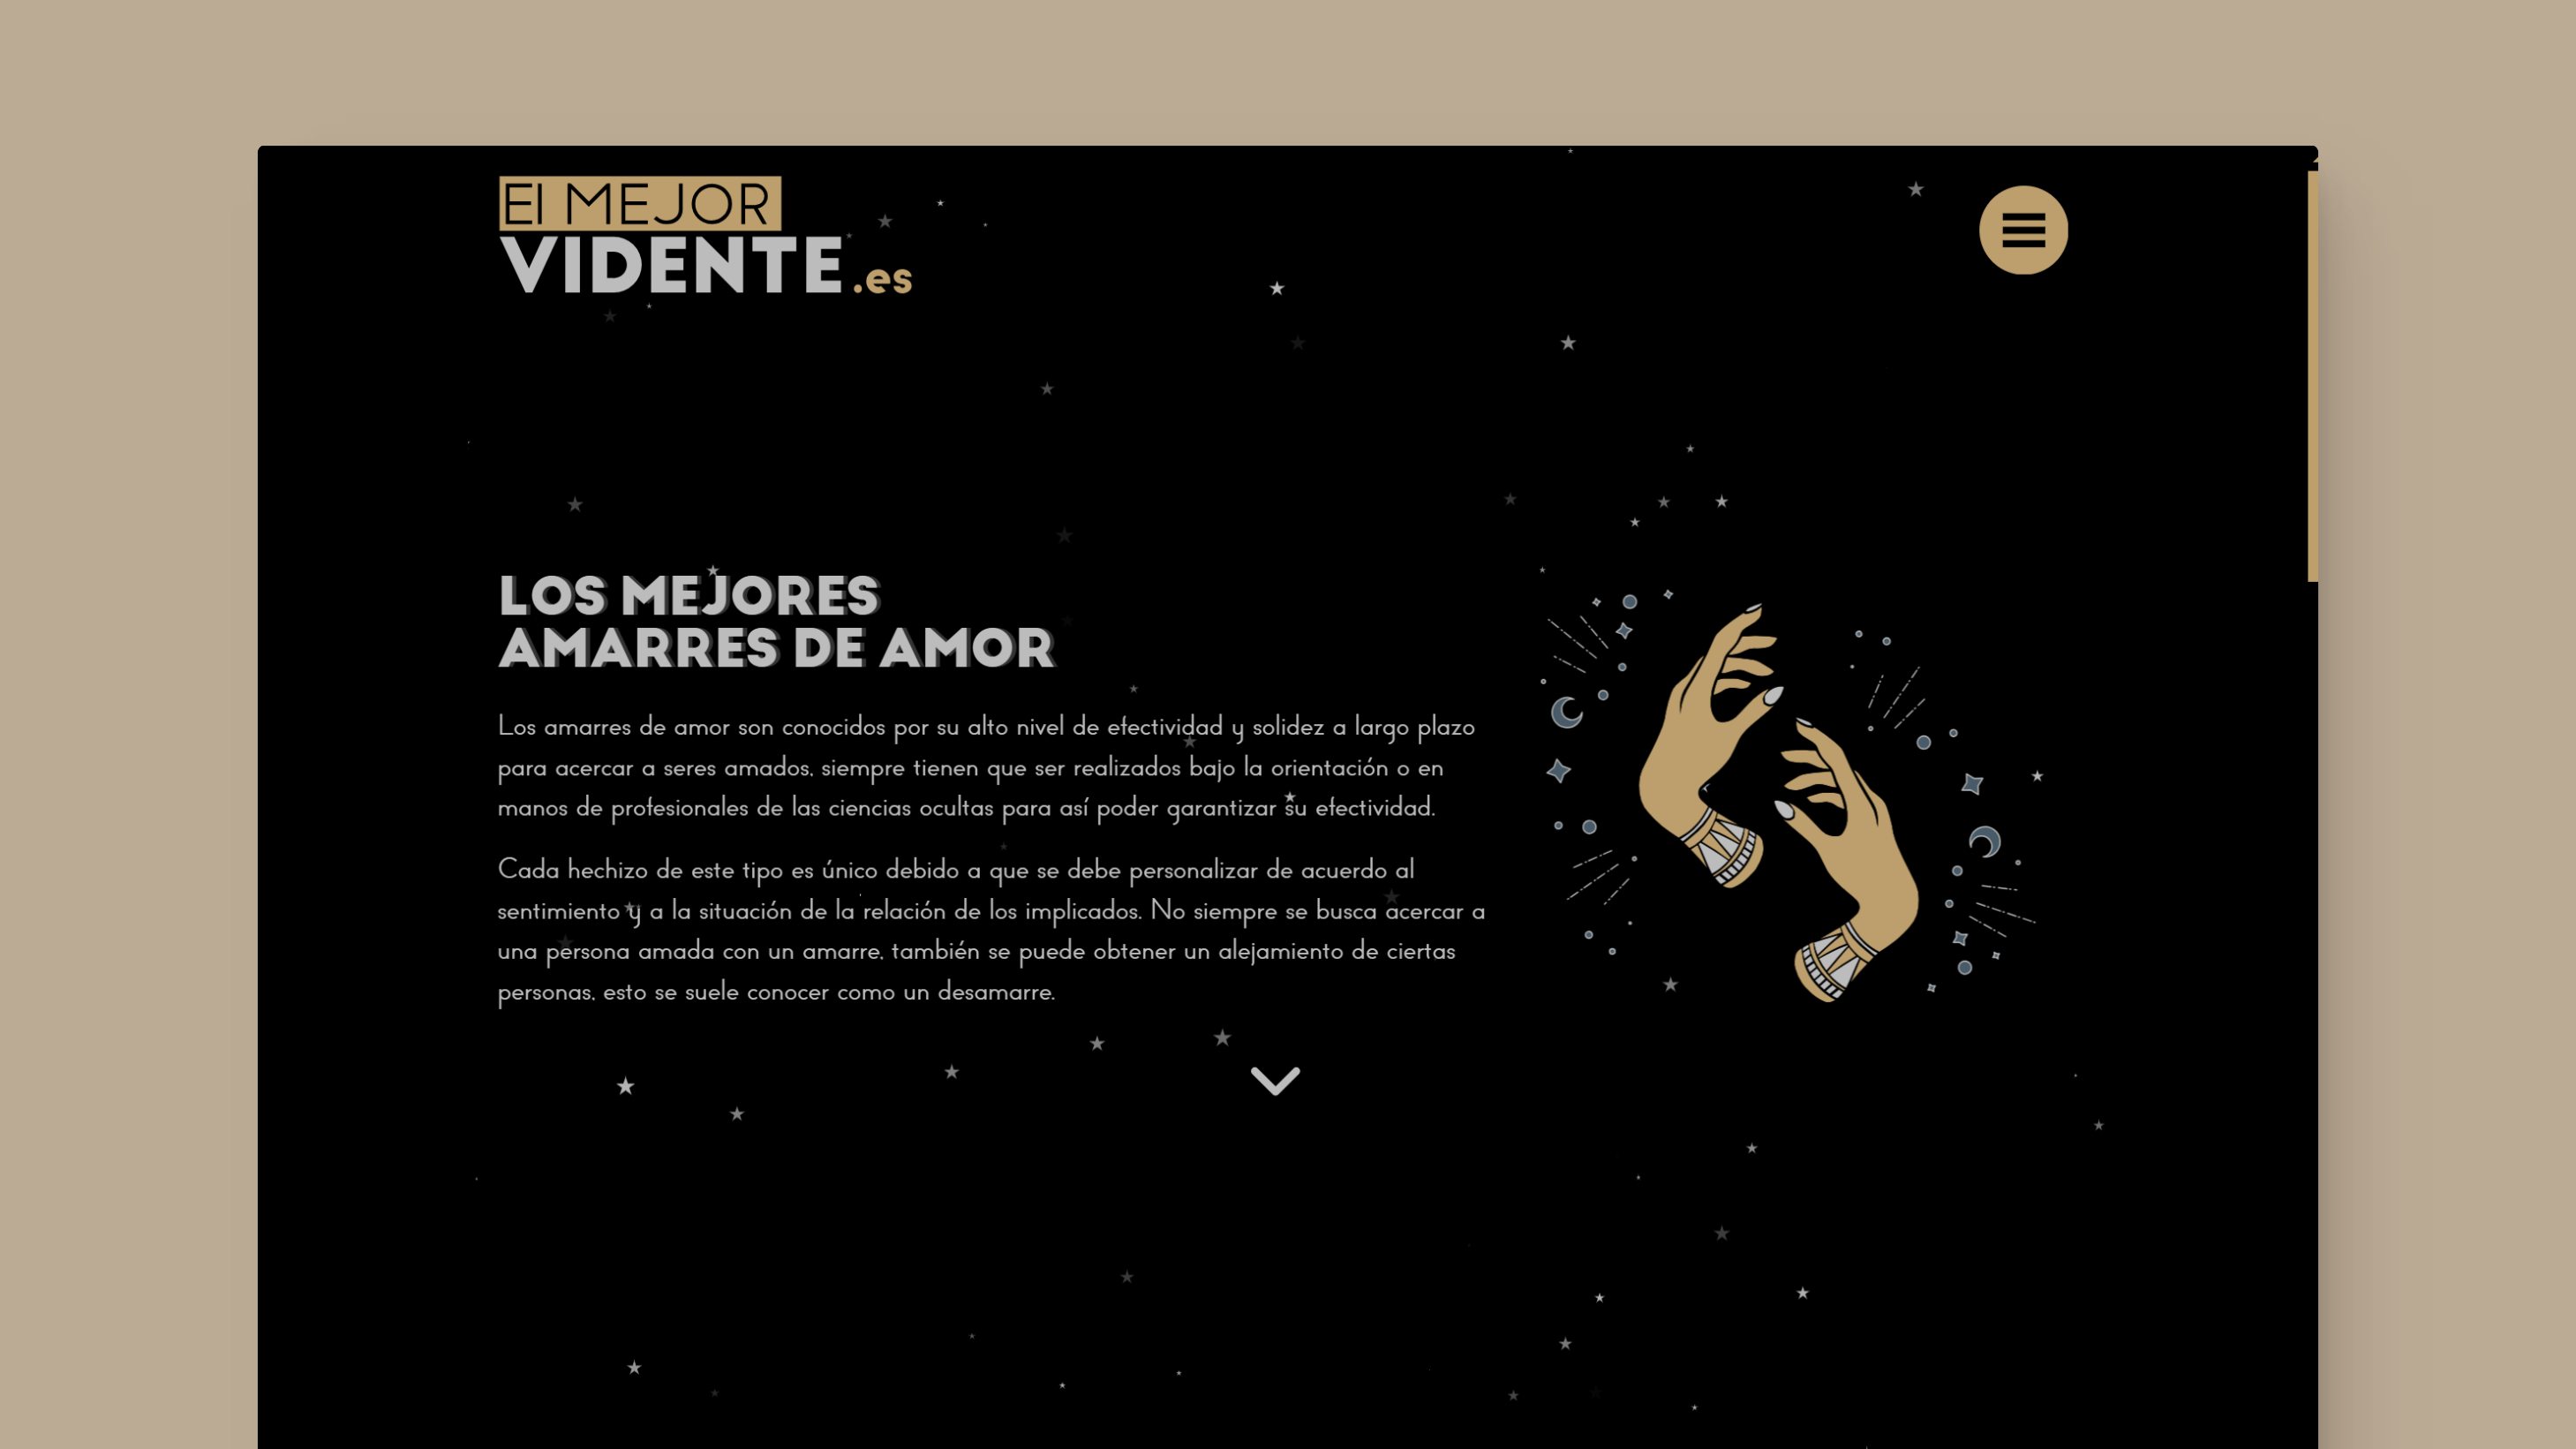 El MEJOR
VIDENTE.es
LOS MEJORES
AMARRES DE AMOR
Los amarres de amor son conocidos por su alto nivel de efectividad y solidez a largo plazo
para acercar a seres amados, siempre tienen que ser realizados bajo la orientación o en
manos de profesionales de las ciencias ocultas para así poder garantizar su efectividad.
Cada hechizo de este tipo es único debido a que se debe personalizar de acuerdo al
sentimiento y a la situación de la relación de los implicados. No siempre se busca acercar a
una persona amada con un amarre, también se puede obtener un alejamiento de ciertas
personas, esto se suele conocer como un desamarre.